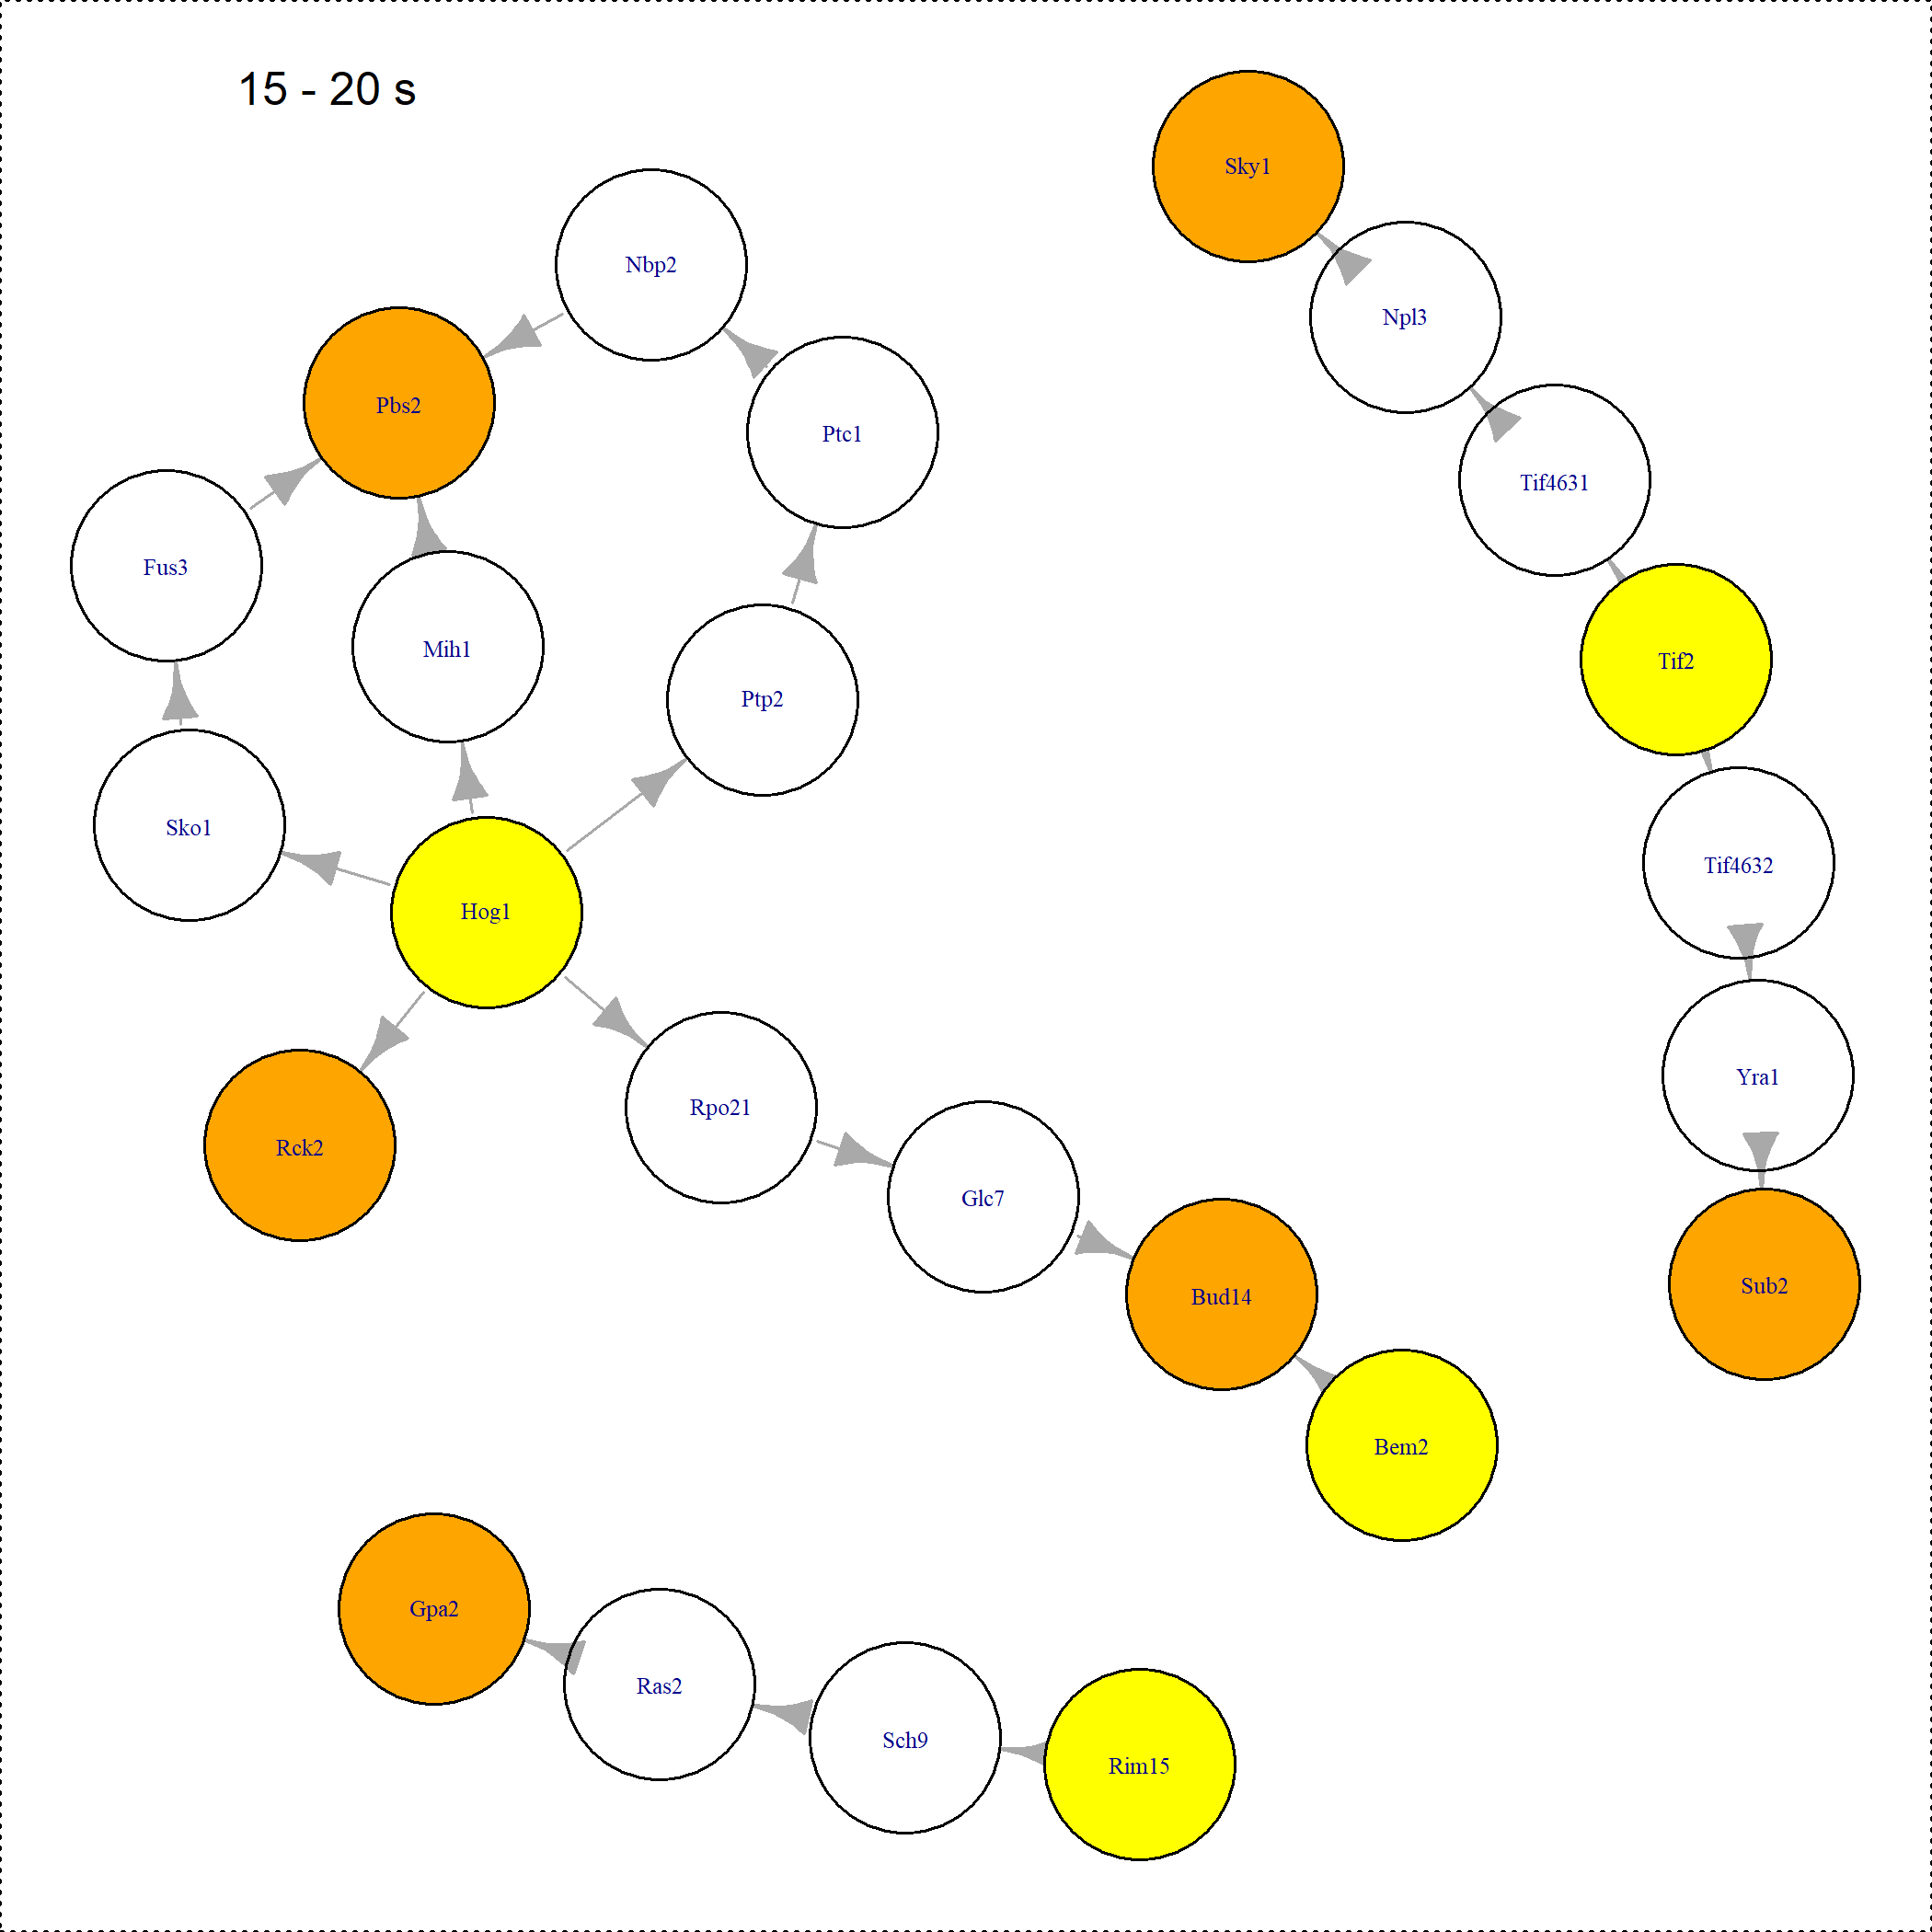 15 - 20 s
Sky1
Nbp2
Npl3
Pbs2
Ptc1
Tif4631
Fus3
Mih1
Tif2
Ptp2
Sko1
Tif4632
Hog1
Yra1
Rpo21
Rck2
Glc7
Sub2
Bud14
Bem2
Gpa2
Ras2
Sch9
Rim15